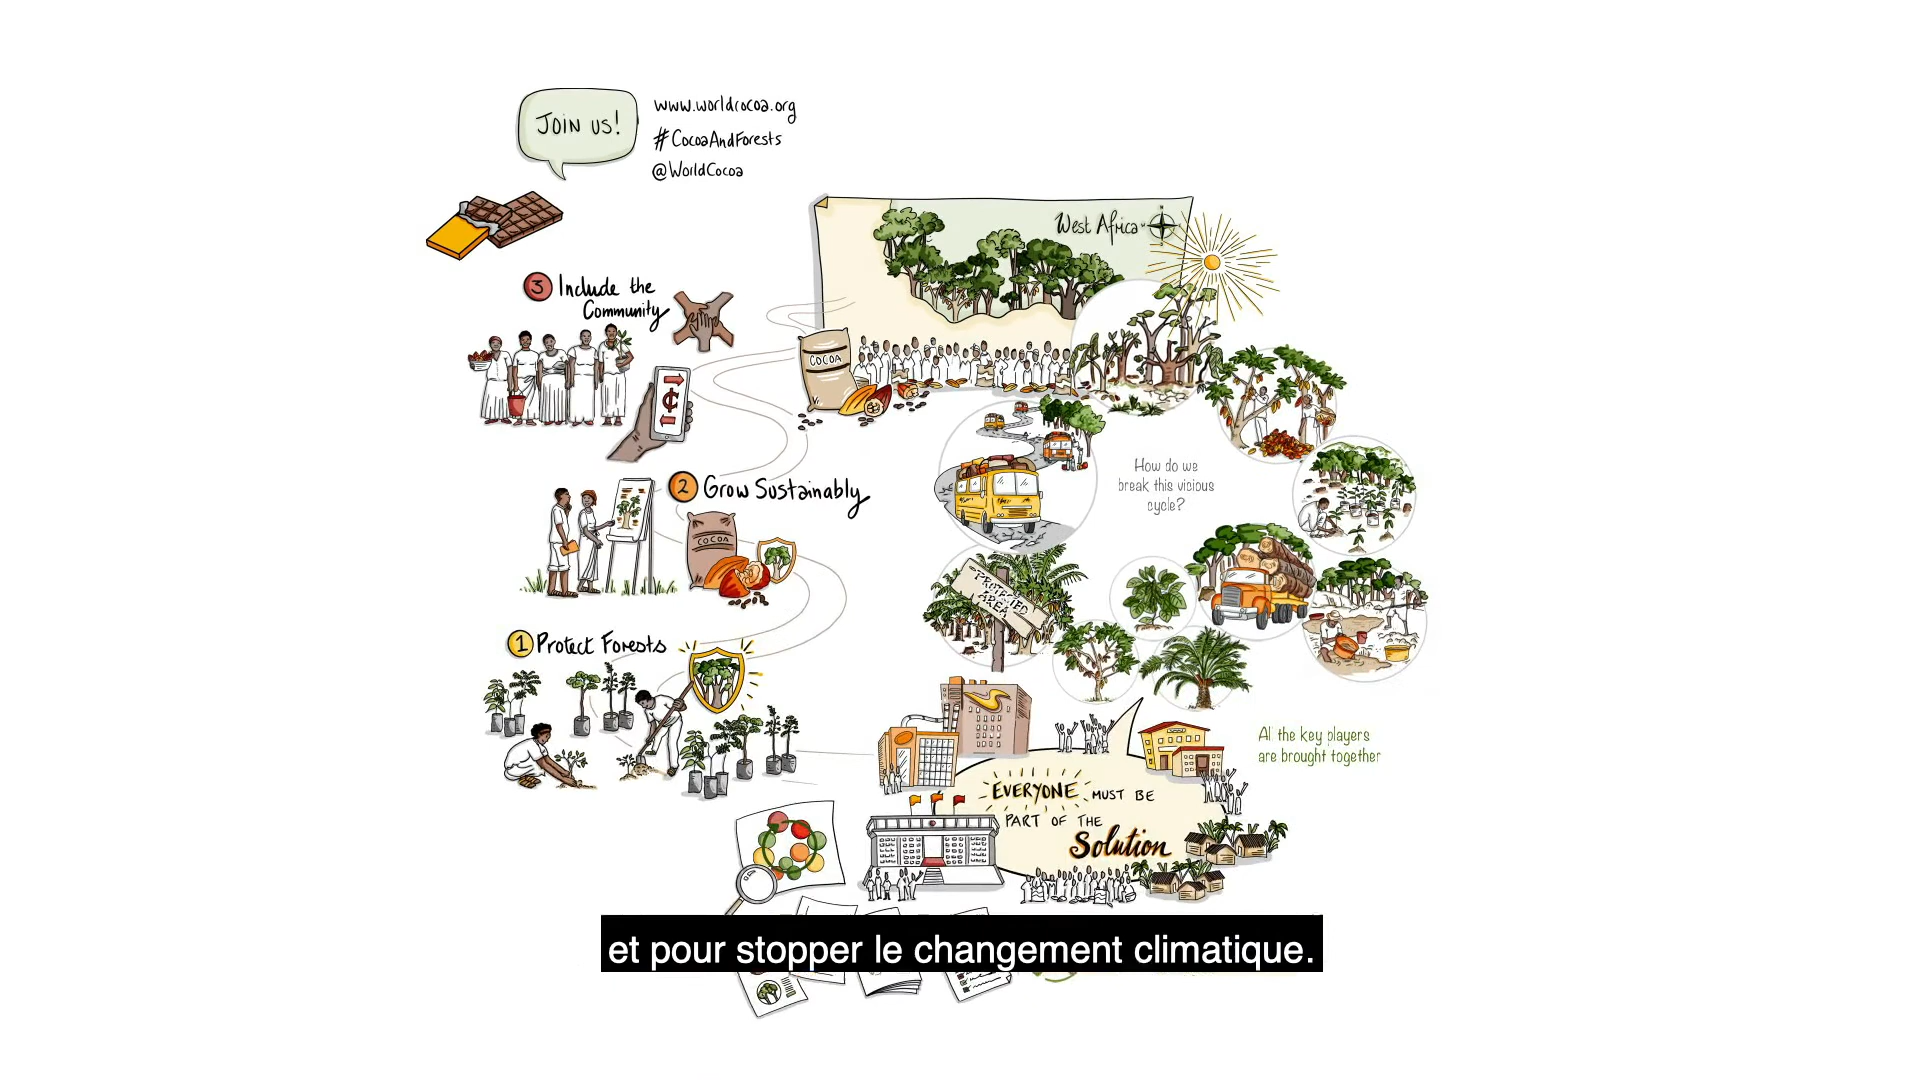 JOIN US!
www.worldcocoa.org
#CocoaAndForests
@WorldCocoa
West Africa
3 Include the
Community
COCOA
¢
How do we
break this vicious
cycle?
2 Grow Sustainably
COCOA
PROTECTED
AREA
1 Protect Forests
All the key players
are brought together
EVERYONE MUST BE
PART OF THE
Solution
et pour stopper le changement climatique.